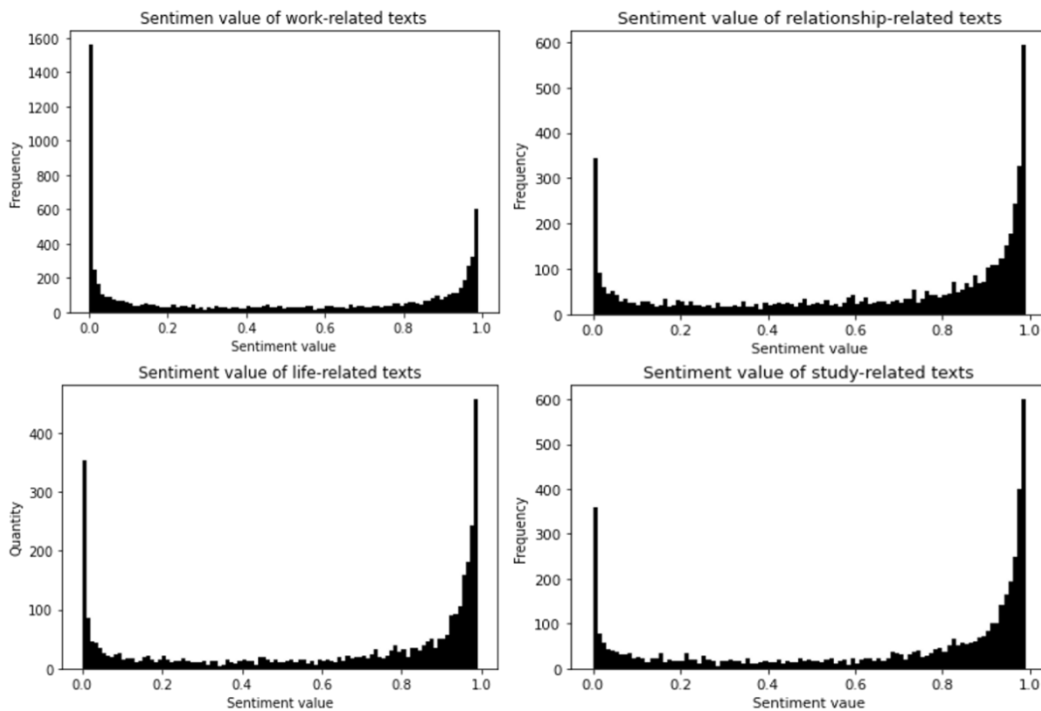 Sentimen value of work-related texts
1600
1400
1200
1000
800
600
400
200
0
Frequency
0.0 0.2 0.4 0.6 0.8 1.0
Sentiment value
Sentiment value of relationship-related texts
600
500
400
300
200
100
0
Frequency
0.0 0.2 0.4 0.6 0.8 1.0
Sentiment value
Sentiment value of life-related texts
400
300
200
100
0
Quantity
0.0 0.2 0.4 0.6 0.8 1.0
Sentiment value
Sentiment value of study-related texts
600
500
400
300
200
100
0
Frequency
0.0 0.2 0.4 0.6 0.8 1.0
Sentiment value